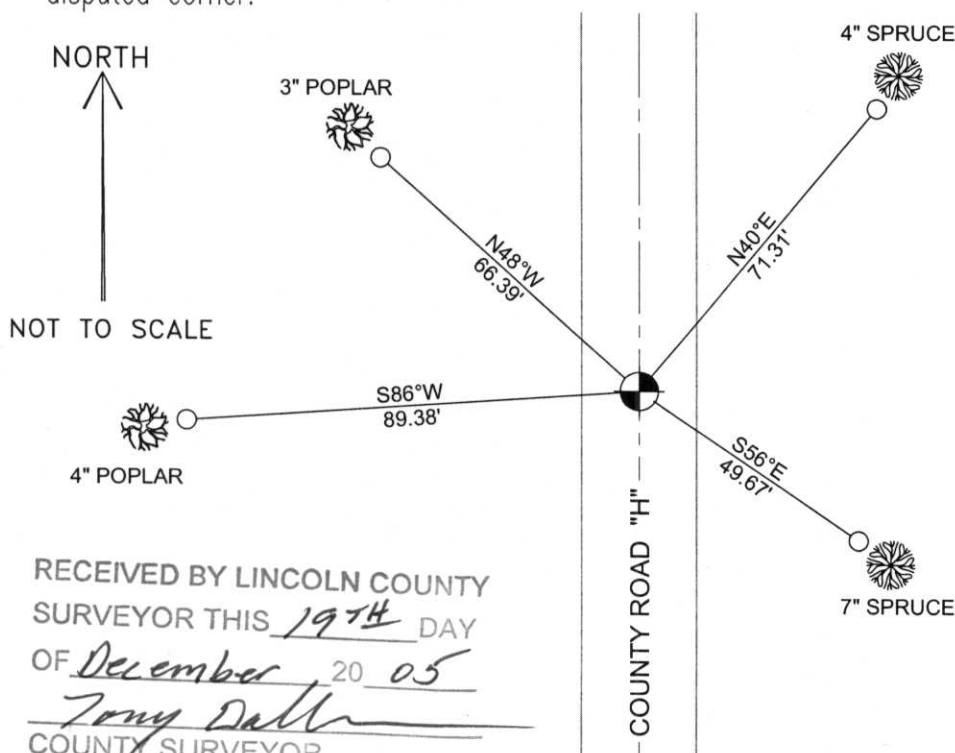 disputed corner.
NORTH
NOT TO SCALE
3" POPLAR
4" SPRUCE
N48°W
66.39'
N40°E
71.31'
S86°W
89.38'
4" POPLAR
S56°E
49.67'
7" SPRUCE
COUNTY ROAD "H"
RECEIVED BY LINCOLN COUNTY
SURVEYOR THIS 19TH DAY
OF December 20 05
Tony Dall
COUNTY SURVEYOR